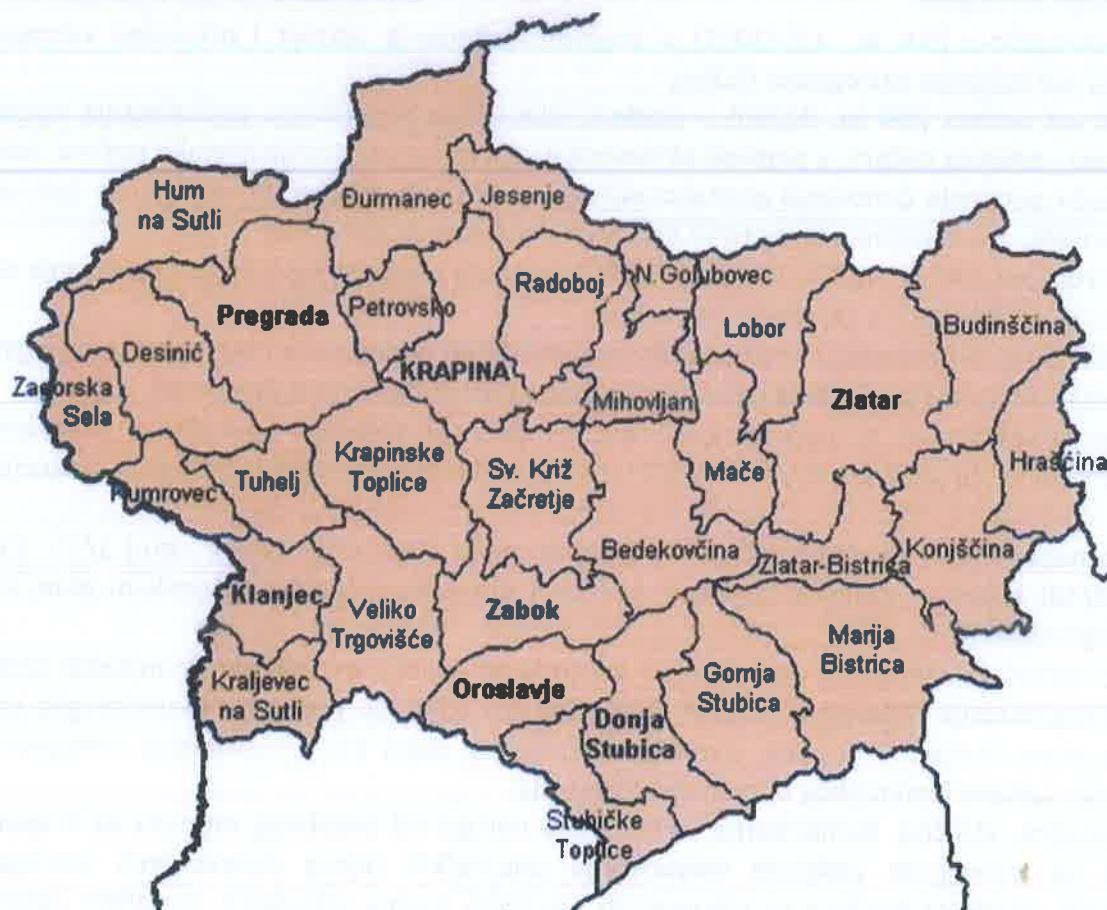 Hum
na Sutli
Đurmanec
Jesenje
Pregrada
Petrovsko
Radoboj
N.Golubovec
Lobor
Budinščina
Desinić
KRAPINA
Mihovljan
Zlatar
Zagorska
Sela
Kumrovec
Tuhelj
Krapinske
Toplice
Sv. Križ
Začretje
Mače
Hrašćina
Bedekovčina
Zlatar-Bistrica
Konjščina
Klanjec
Veliko
Trgovišće
Zabok
Marija
Bistrica
Kraljevec
na Sutli
Oroslavje
Gornja
Stubica
Donja
Stubica
Stubičke
Toplice